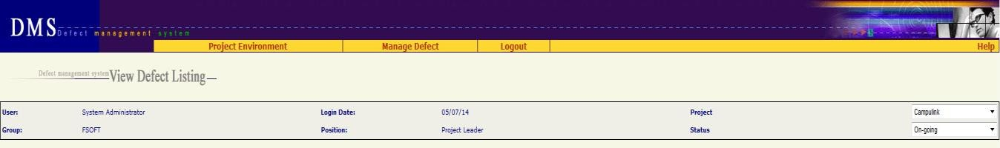 DMS Defect management system
Project Environment Manage Defect Logout Help
Defect management system View Defect Listing
User: System Administrator Login Date: 05/07/14 Project Campulink
Group: FSOFT Position: Project Leader Status On-going